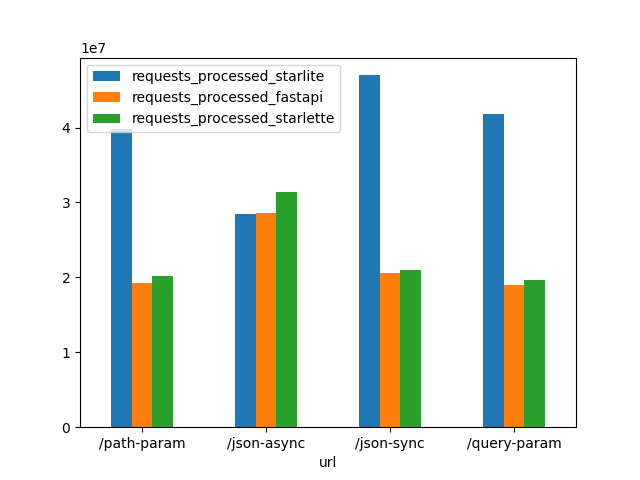 1e7
requests_processed_starlite
requests_processed_fastapi
requests_processed_starlette
4
3
2
1
0
/path-param /json-async /json-sync /query-param
url